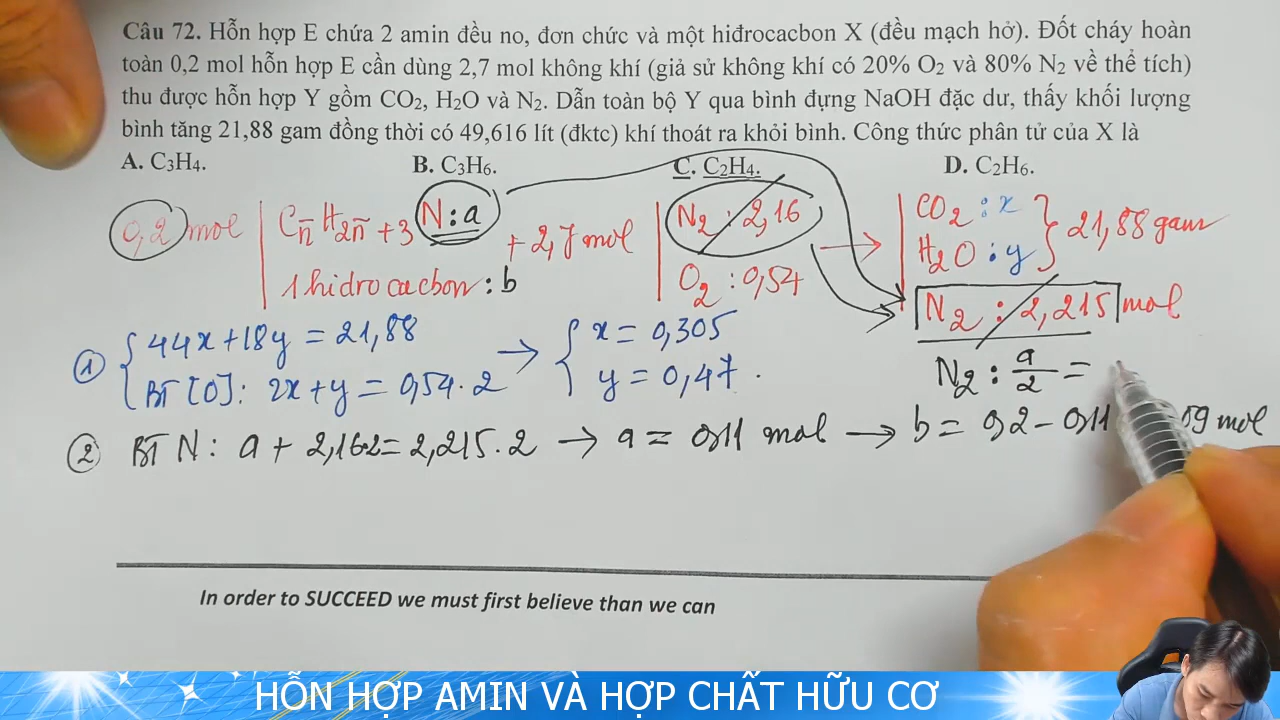 Câu 72. Hỗn hợp E chứa 2 amin đều no, đơn chức và một hiđrocacbon X (đều mạch hở). Đốt cháy hoàn
toàn 0,2 mol hỗn hợp E cần dùng 2,7 mol không khí (giả sử không khí có 20% O₂ và 80% N₂ về thể tích)
thu được hỗn hợp Y gồm CO₂, H₂O và N₂. Dẫn toàn bộ Y qua bình đựng NaOH đặc dư, thấy khối lượng
bình tăng 21,88 gam đồng thời có 49,616 lít (đktc) khí thoát ra khỏi bình. Công thức phân tử của X là
A. C₃H₄. B. C₃H₆. C. C₂H₄. D. C₂H₆.
0,2 mol | Cn̄ H2n̄ +3 N : a + 2,7 mol | N₂ : 2,16 → | CO₂ : x } 21,88 gam
1 hidrocacbon : b O₂ : 0,54 H₂O : y
N₂ : 2,215 mol
① { 44x + 18y = 21,88 → { x = 0,305
BT [O] : 2x + y = 0,54 . 2 y = 0,47 .
N₂ : a/2 =
② BT N : a + 2,16.2 = 2,215 . 2 → a = 0,11 mol → b = 0,2 - 0,11 09 mol
In order to SUCCEED we must first believe than we can
HỖN HỢP AMIN VÀ HỢP CHẤT HỮU CƠ